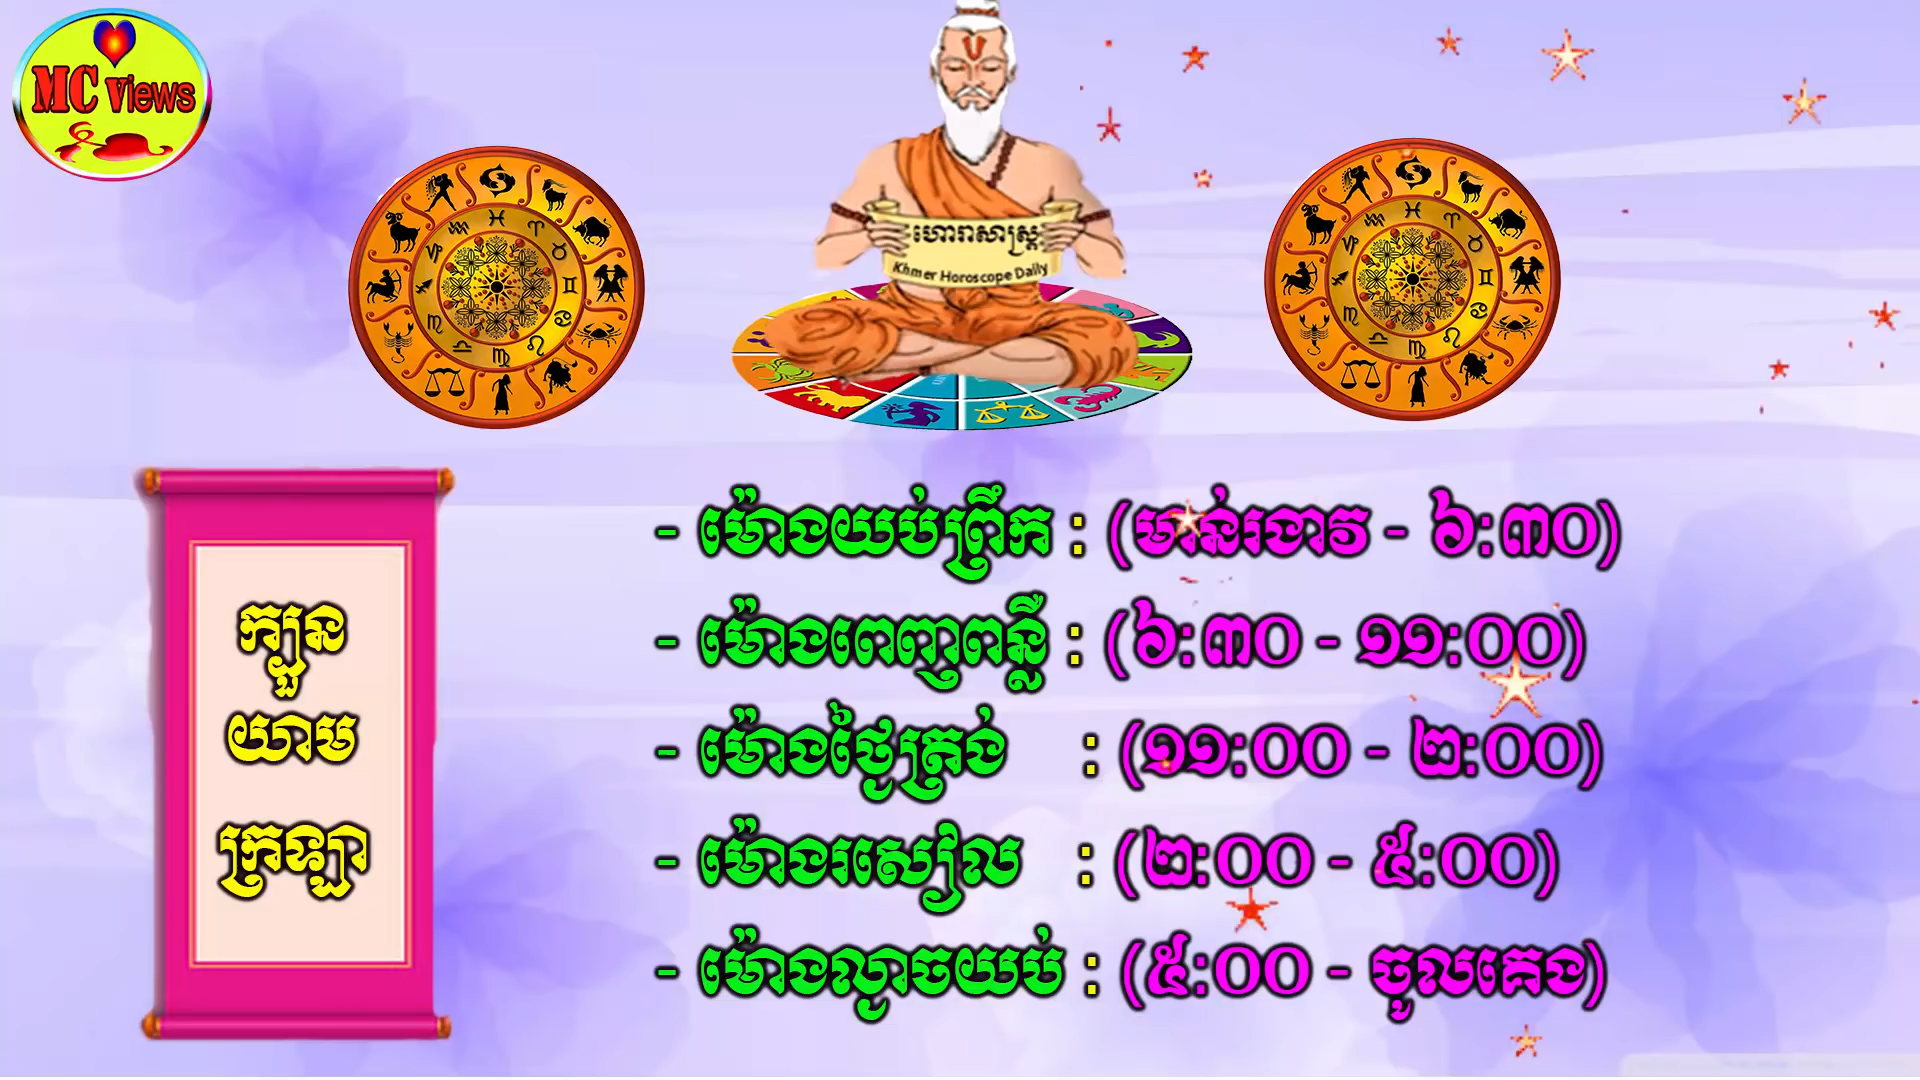 MC Views
ហោរាសាស្ត្រ
Khmer Horoscope Daily
ក្បួន
យាម
ក្រឡា
- ម៉ោងយប់ព្រឹក : (មាន់រងាវ - ៦:៣០)
- ម៉ោងពេញពន្លឺ : (៦:៣០ - ១១:០០)
- ម៉ោងថ្ងៃត្រង់ : (១១:០០ - ២:០០)
- ម៉ោងរសៀល : (២:០០ - ៥:០០)
- ម៉ោងល្ងាចយប់ : (៥:០០ - ចូលគេង)